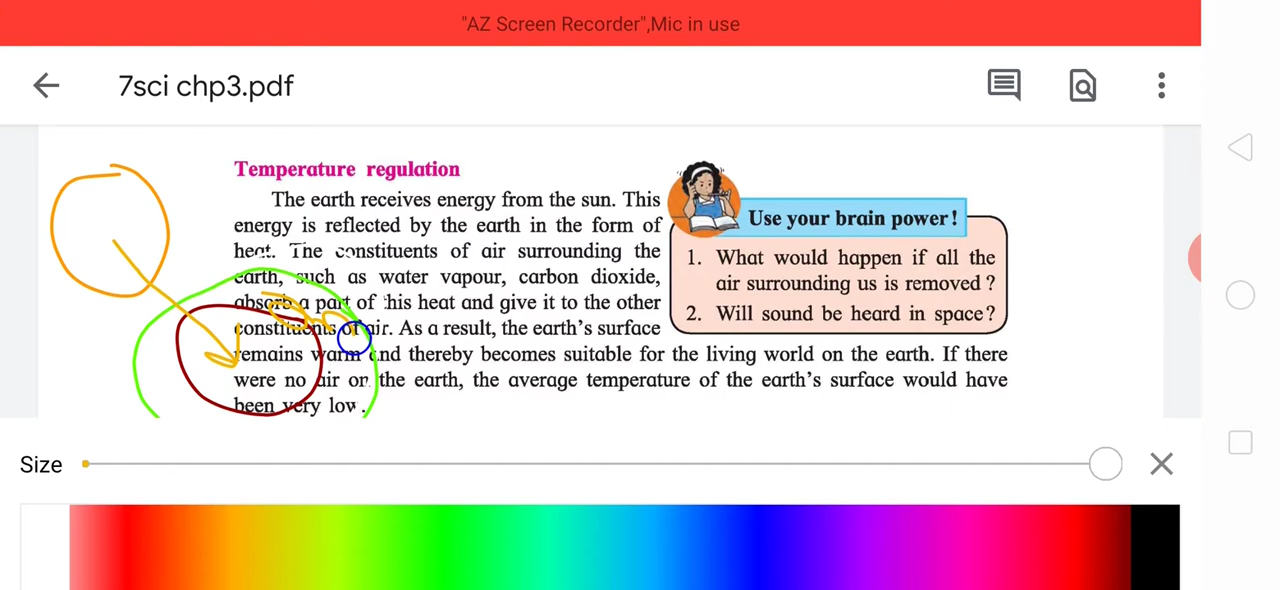 "AZ Screen Recorder",Mic in use
7sci chp3.pdf
Temperature regulation
The earth receives energy from the sun. This
energy is reflected by the earth in the form of
heat. The constituents of air surrounding the
earth, such as water vapour, carbon dioxide,
absorb a part of this heat and give it to the other
constituents of air. As a result, the earth's surface
remains warm and thereby becomes suitable for the living world on the earth. If there
were no air on the earth, the average temperature of the earth's surface would have
been very low.
Use your brain power!
1. What would happen if all the
air surrounding us is removed ?
2. Will sound be heard in space?
Size